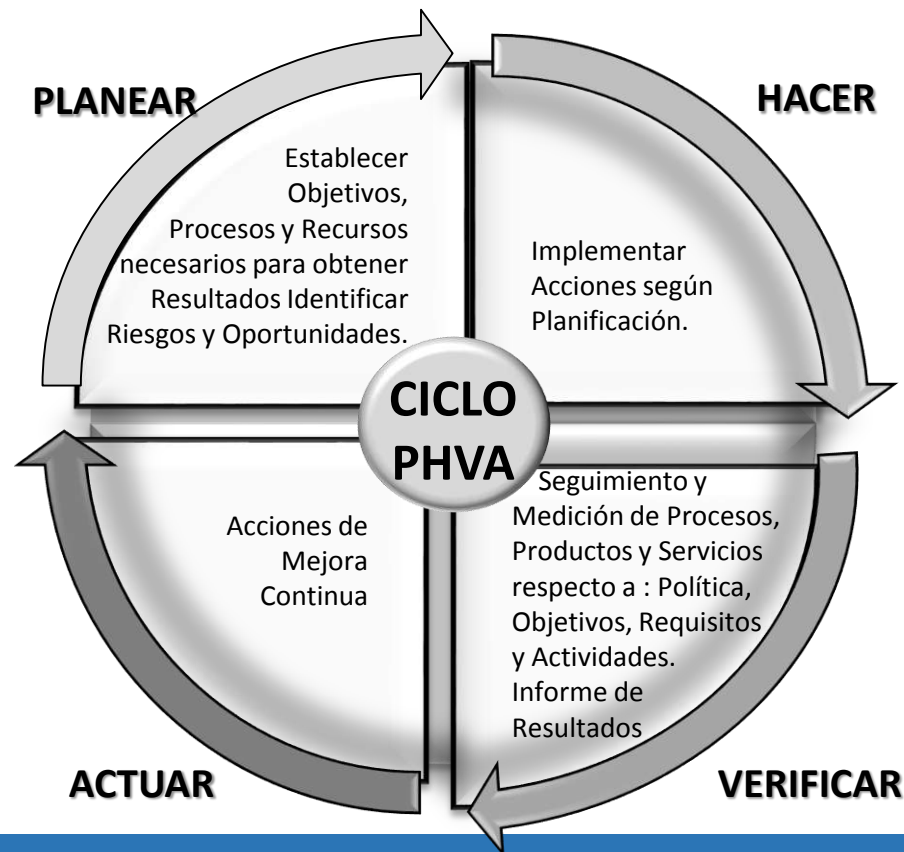 PLANEAR
HACER
Establecer
Objetivos,
Procesos y Recursos
necesarios para obtener
Resultados Identificar
Riesgos y Oportunidades.
Implementar
Acciones según
Planificación.
CICLO
PHVA
Acciones de
Mejora
Continua
Seguimiento y
Medición de Procesos,
Productos y Servicios
respecto a : Política,
Objetivos, Requisitos
y Actividades.
Informe de
Resultados
ACTUAR
VERIFICAR